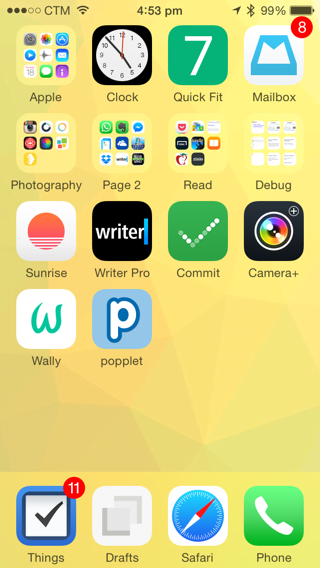 CTM 4:53 pm 99%
8
Apple Clock Quick Fit Mailbox
7
18
Photography Page 2 Read Debug
writer
Sunrise Writer Pro Commit Camera+
w p
Wally popplet
11
Things Drafts Safari Phone